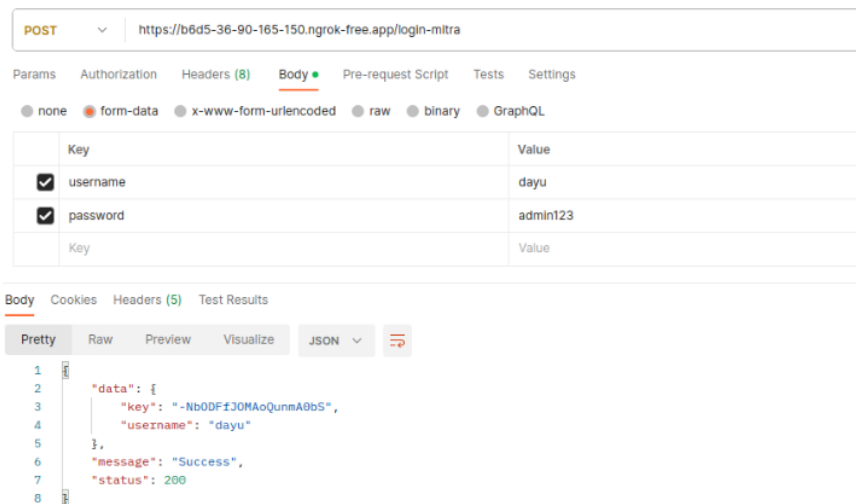 POST https://b6d5-36-90-165-150.ngrok-free.app/login-mitra
Params Authorization Headers (8) Body Pre-request Script Tests Settings
none form-data x-www-form-urlencoded raw binary GraphQL
Key Value
username dayu
password admin123
Key Value
Body Cookies Headers (5) Test Results
Pretty Raw Preview Visualize JSON
1 {
2 "data": {
3 "key": "-NbODFfJOMAoQunmA0bS",
4 "username": "dayu"
5 },
6 "message": "Success",
7 "status": 200
8 }